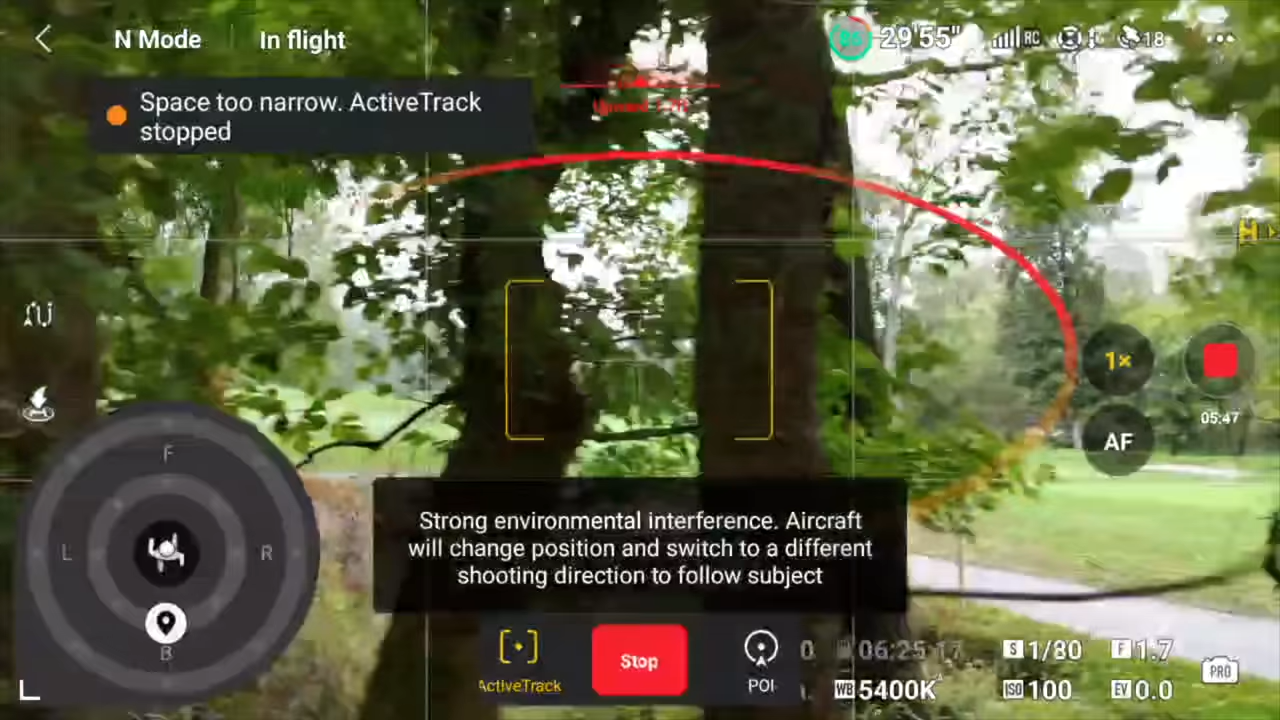 N Mode
In flight
29'55"
RC
18
Space too narrow. ActiveTrack
stopped
H
1×
05:47
AF
F
L
R
B
Strong environmental interference. Aircraft
will change position and switch to a different
shooting direction to follow subject
ActiveTrack
Stop
POI
06:25:17
S 1/80
F 1.7
WB 5400K
ISO 100
EV 0.0
PRO